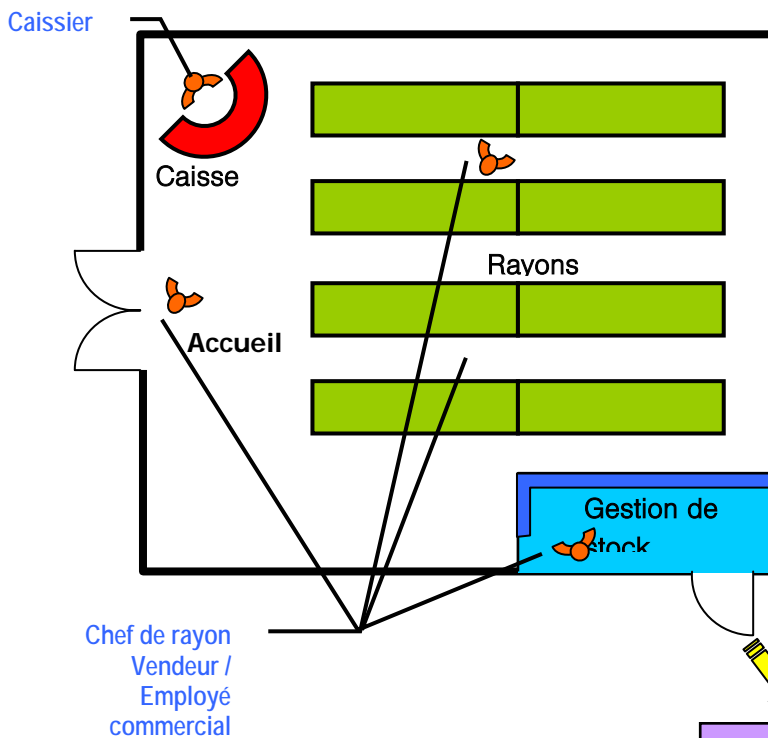 Caissier
Caisse
Rayons
Accueil
Gestion de
stock
Chef de rayon
Vendeur /
Employé
commercial